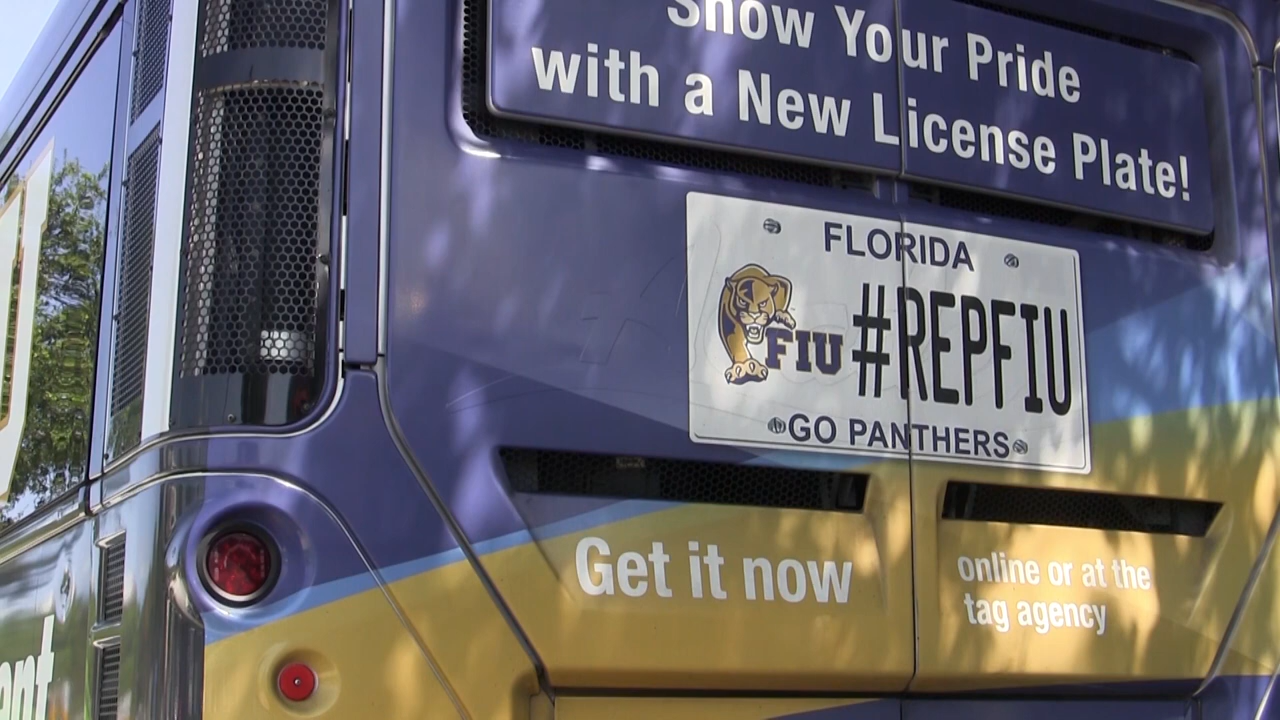 Show Your Pride
with a New License Plate!
FLORIDA
FIU #REPFIU
GO PANTHERS
Get it now
online or at the
tag agency